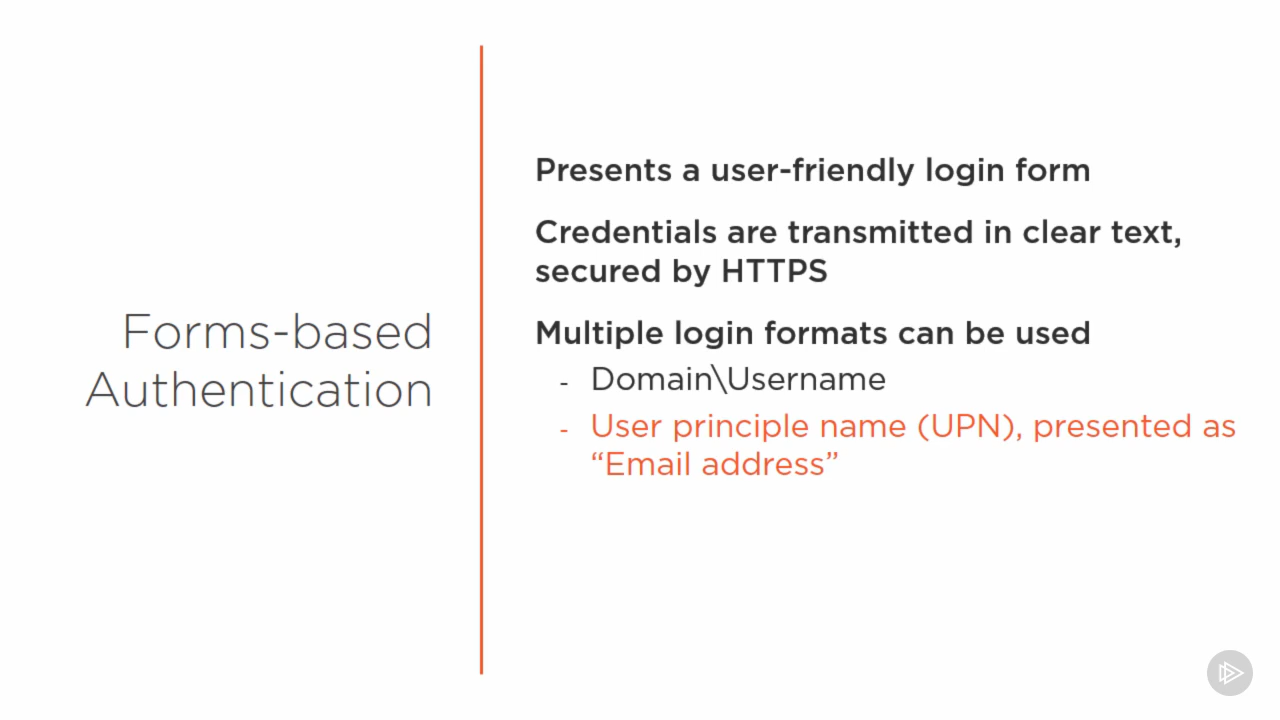 Forms-based
Authentication
Presents a user-friendly login form
Credentials are transmitted in clear text,
secured by HTTPS
Multiple login formats can be used
- Domain\Username
- User principle name (UPN), presented as
“Email address”